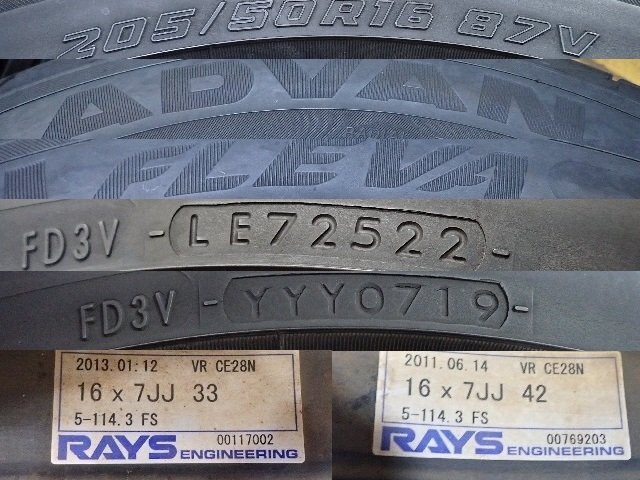 205/50R16 87V
ADVAN
FLEVA
FD3V - LE72522 -
FD3V - YYY0719 -
2013.01.12 VR CE28N
16 x 7JJ 33
5-114.3 FS
RAYS ENGINEERING 00117002
2011.06.14 VR CE28N
16 x 7JJ 42
5-114.3 FS
RAYS ENGINEERING 00769203